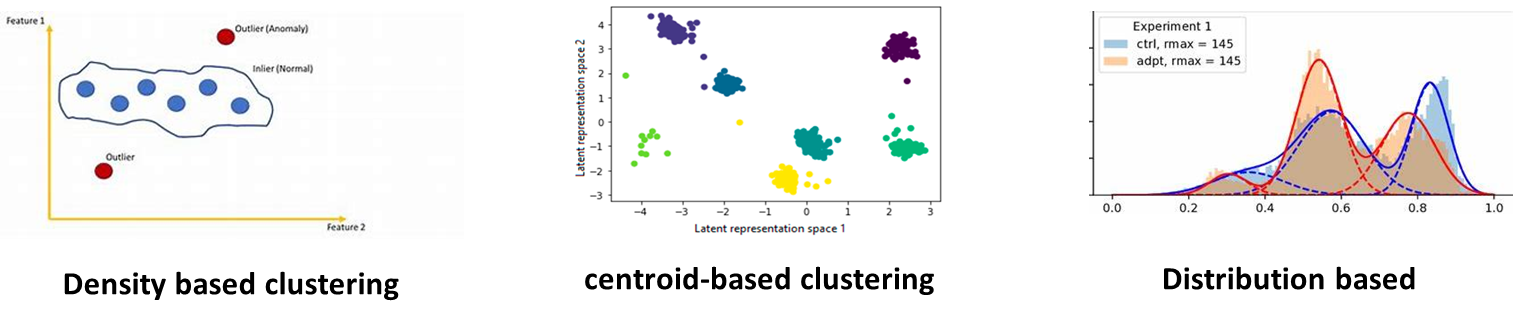 Feature 1
Outlier (Anomaly)
Inlier (Normal)
Outlier
Feature 2
Density based clustering
Latent representation space 2
4
3
2
1
0
−1
−2
−3
−4 −3 −2 −1 0 1 2 3
Latent representation space 1
centroid-based clustering
Experiment 1
ctrl, rmax = 145
adpt, rmax = 145
0.0 0.2 0.4 0.6 0.8 1.0
Distribution based